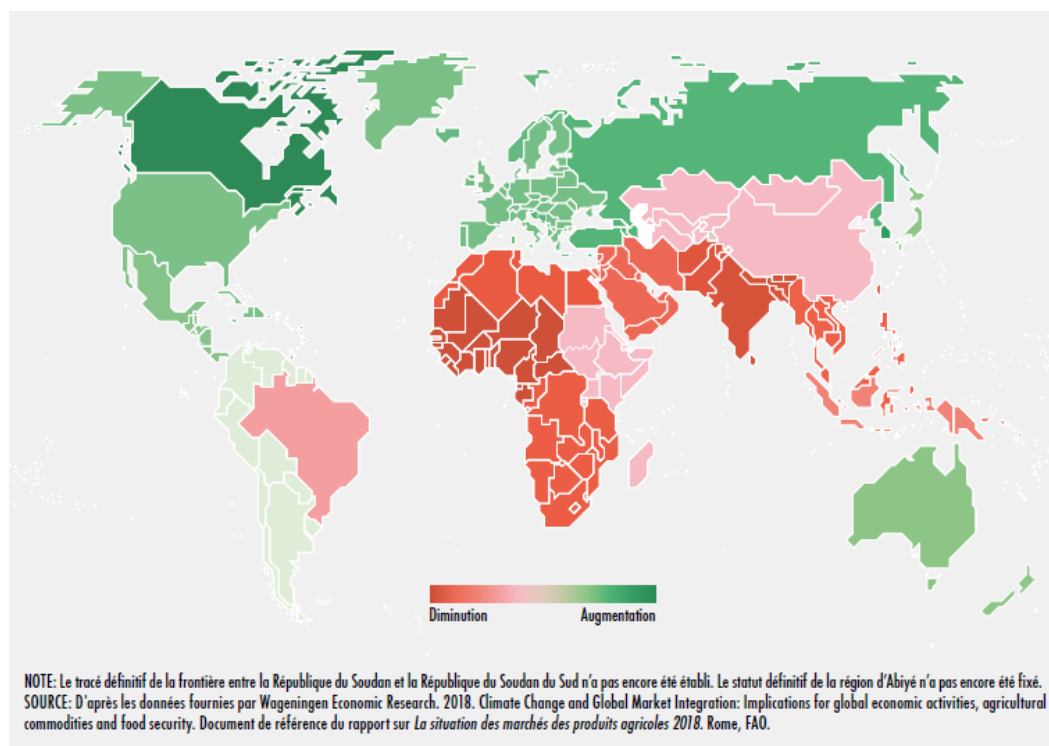 Diminution Augmentation
NOTE: Le tracé définitif de la frontière entre la République du Soudan et la République du Soudan du Sud n'a pas encore été établi. Le statut définitif de la région d'Abiyé n'a pas encore été fixé.
SOURCE: D'après les données fournies par Wageningen Economic Research. 2018. Climate Change and Global Market Integration: Implications for global economic activities, agricultural
commodities and food security. Document de référence du rapport sur La situation des marchés des produits agricoles 2018. Rome, FAO.